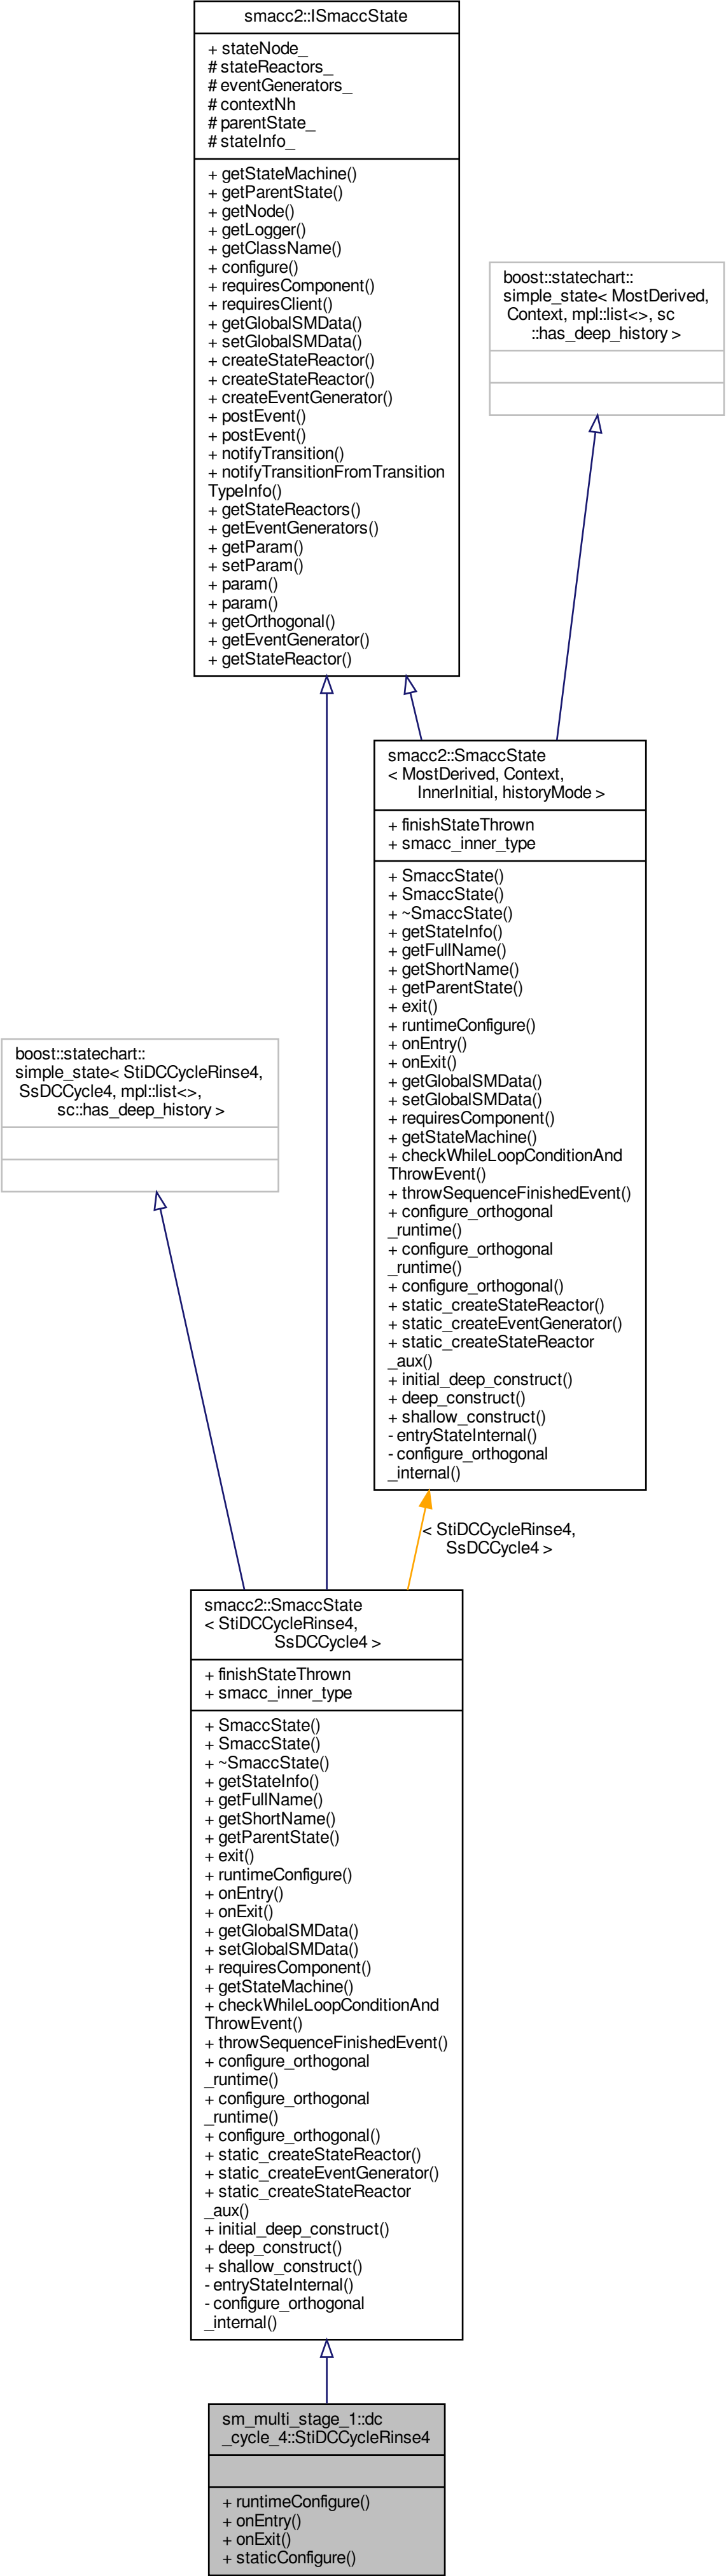 smacc2::ISmaccState
+ stateNode_
# stateReactors_
# eventGenerators_
# contextNh
# parentState_
# stateInfo_
+ getStateMachine()
+ getParentState()
+ getNode()
+ getLogger()
+ getClassName()
+ configure()
+ requiresComponent()
+ requiresClient()
+ getGlobalSMData()
+ setGlobalSMData()
+ createStateReactor()
+ createStateReactor()
+ createEventGenerator()
+ postEvent()
+ postEvent()
+ notifyTransition()
+ notifyTransitionFromTransition
TypeInfo()
+ getStateReactors()
+ getEventGenerators()
+ getParam()
+ setParam()
+ param()
+ param()
+ getOrthogonal()
+ getEventGenerator()
+ getStateReactor()
boost::statechart::
simple_state< MostDerived,
Context, mpl::list<>, sc
::has_deep_history >
smacc2::SmaccState
< MostDerived, Context,
InnerInitial, historyMode >
+ finishStateThrown
+ smacc_inner_type
+ SmaccState()
+ SmaccState()
+ ~SmaccState()
+ getStateInfo()
+ getFullName()
+ getShortName()
+ getParentState()
+ exit()
+ runtimeConfigure()
+ onEntry()
+ onExit()
+ getGlobalSMData()
+ setGlobalSMData()
+ requiresComponent()
+ getStateMachine()
+ checkWhileLoopConditionAnd
ThrowEvent()
+ throwSequenceFinishedEvent()
+ configure_orthogonal
_runtime()
+ configure_orthogonal
_runtime()
+ configure_orthogonal()
+ static_createStateReactor()
+ static_createEventGenerator()
+ static_createStateReactor
_aux()
+ initial_deep_construct()
+ deep_construct()
+ shallow_construct()
- entryStateInternal()
- configure_orthogonal
_internal()
boost::statechart::
simple_state< StiDCCycleRinse4,
SsDCCycle4, mpl::list<>,
sc::has_deep_history >
< StiDCCycleRinse4,
SsDCCycle4 >
smacc2::SmaccState
< StiDCCycleRinse4,
SsDCCycle4 >
+ finishStateThrown
+ smacc_inner_type
+ SmaccState()
+ SmaccState()
+ ~SmaccState()
+ getStateInfo()
+ getFullName()
+ getShortName()
+ getParentState()
+ exit()
+ runtimeConfigure()
+ onEntry()
+ onExit()
+ getGlobalSMData()
+ setGlobalSMData()
+ requiresComponent()
+ getStateMachine()
+ checkWhileLoopConditionAnd
ThrowEvent()
+ throwSequenceFinishedEvent()
+ configure_orthogonal
_runtime()
+ configure_orthogonal
_runtime()
+ configure_orthogonal()
+ static_createStateReactor()
+ static_createEventGenerator()
+ static_createStateReactor
_aux()
+ initial_deep_construct()
+ deep_construct()
+ shallow_construct()
- entryStateInternal()
- configure_orthogonal
_internal()
sm_multi_stage_1::dc
_cycle_4::StiDCCycleRinse4
+ runtimeConfigure()
+ onEntry()
+ onExit()
+ staticConfigure()